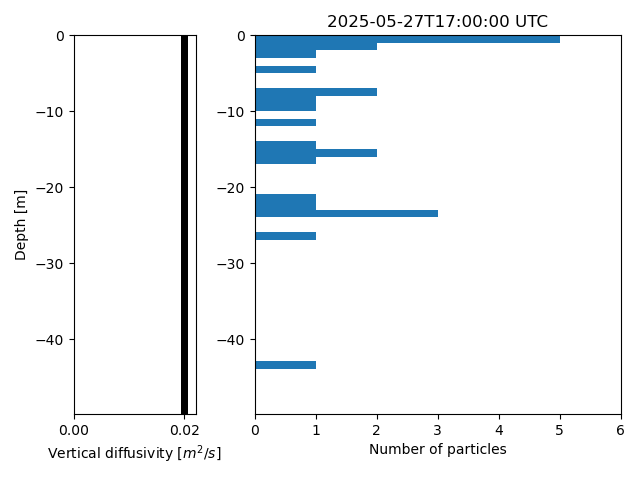 2025-05-27T17:00:00 UTC
0
−10
−20
−30
−40
Depth [m]
0.00 0.02
Vertical diffusivity [m²/s]
0
−10
−20
−30
−40
0 1 2 3 4 5 6
Number of particles